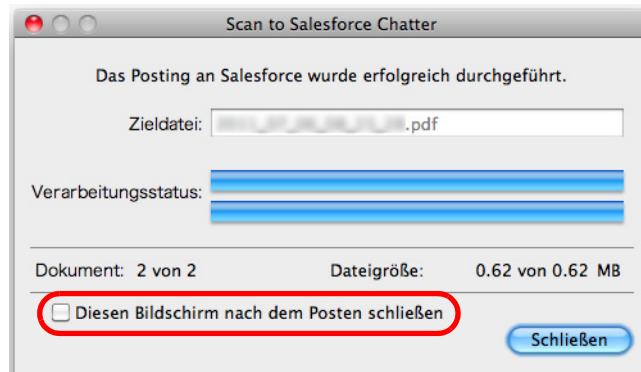 Scan to Salesforce Chatter
Das Posting an Salesforce wurde erfolgreich durchgeführt.
Zieldatei: .pdf
Verarbeitungsstatus:
Dokument: 2 von 2 Dateigröße: 0.62 von 0.62 MB
Diesen Bildschirm nach dem Posten schließen
Schließen